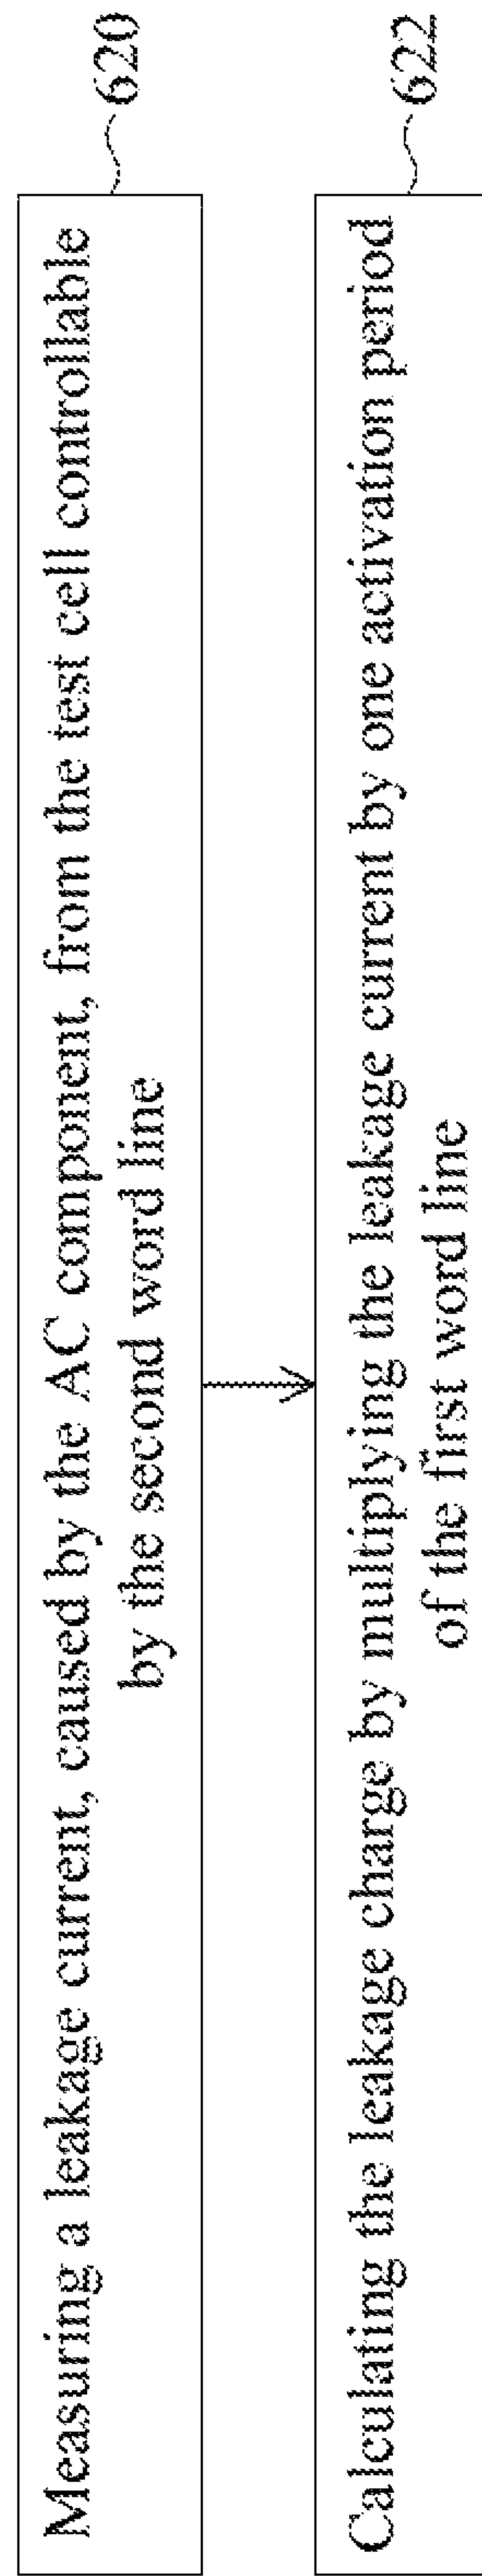 Measuring a leakage current, caused by the AC component, from the test cell controllable
by the second word line
620
Calculating the leakage charge by multiplying the leakage current by one activation period
of the first word line
622